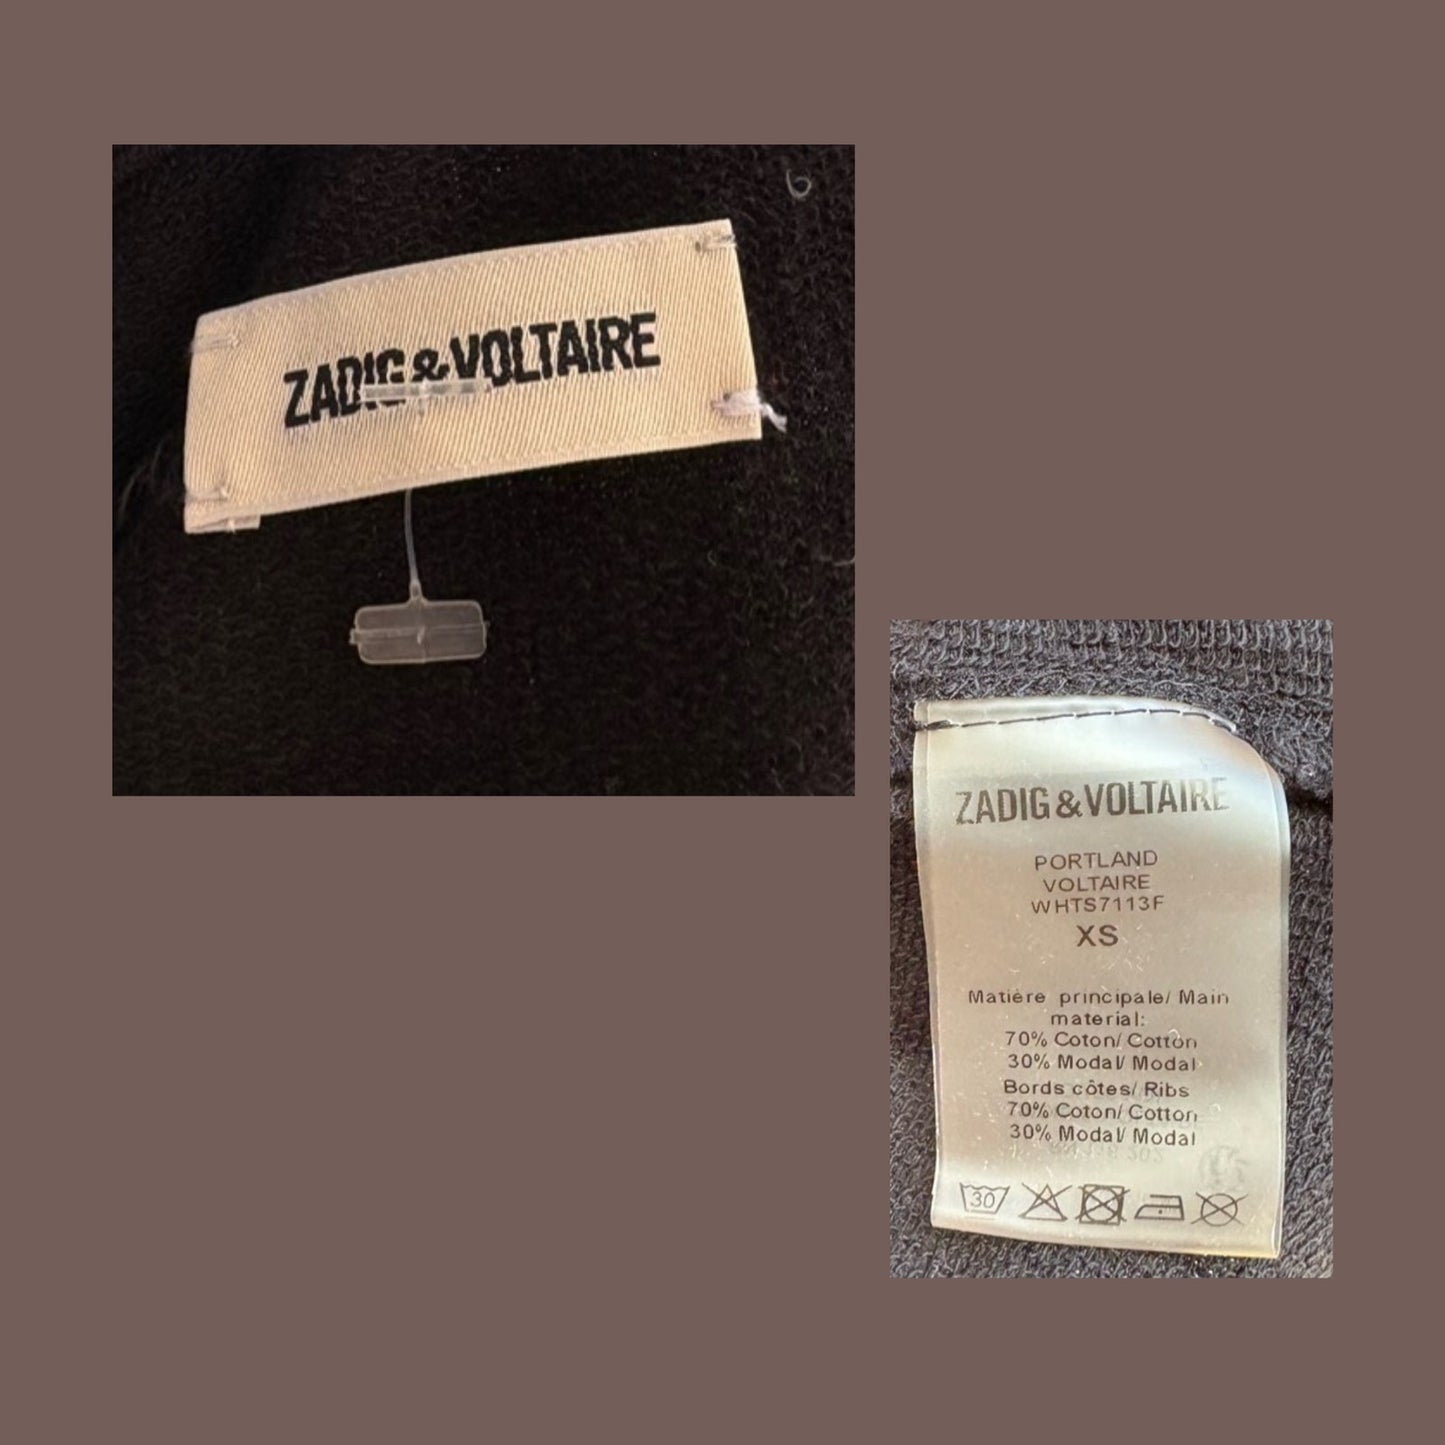 ZADIG&VOLTAIRE
ZADIG&VOLTAIRE
PORTLAND
VOLTAIRE
WHTS7113F
XS
Matière principale/ Main
material:
70% Coton/ Cotton
30% Modal/ Modal
Bords côtes/ Ribs
70% Coton/ Cotton
30% Modal/ Modal
30